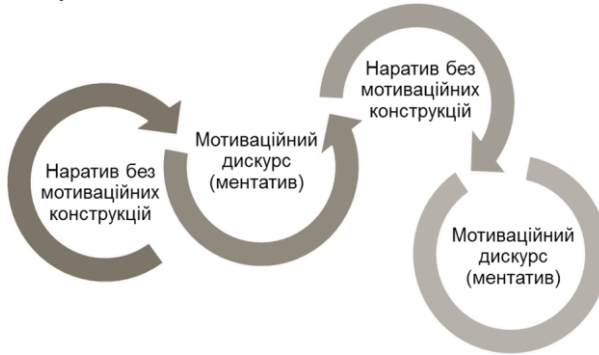 Наратив без
мотиваційних
конструкцій
Мотиваційний
дискурс
(ментатив)
Наратив без
мотиваційних
конструкцій
Мотиваційний
дискурс
(ментатив)